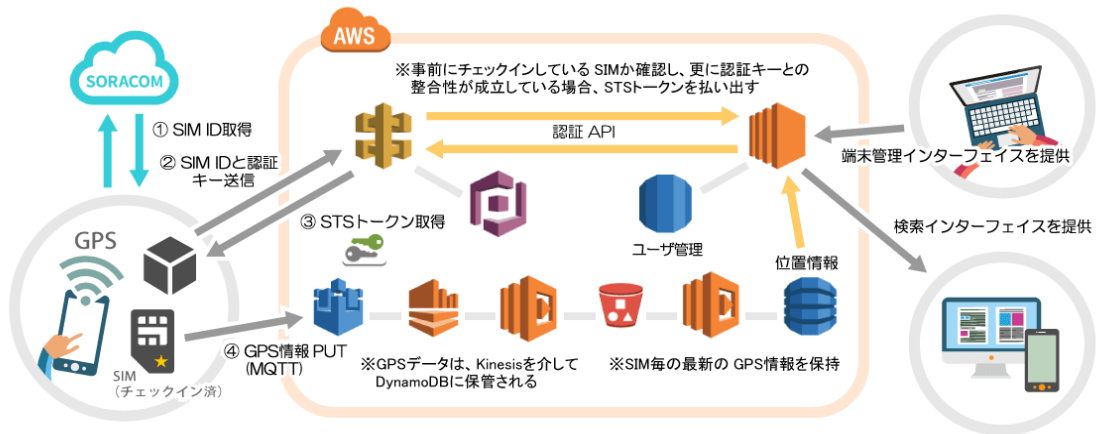 AWS
SORACOM
※事前にチェックインしている SIMか確認し、更に認証キーとの
整合性が成立している場合、STSトークンを払い出す
① SIM ID取得
認証 API
② SIM IDと認証
キー送信
端末管理インターフェイスを提供
③ STSトークン取得
GPS
ユーザ管理
位置情報
検索インターフェイスを提供
④ GPS情報 PUT
(MQTT)
※GPSデータは、Kinesisを介して
DynamoDBに保管される
※SIM毎の最新の GPS情報を保持
SIM
(チェックイン済)